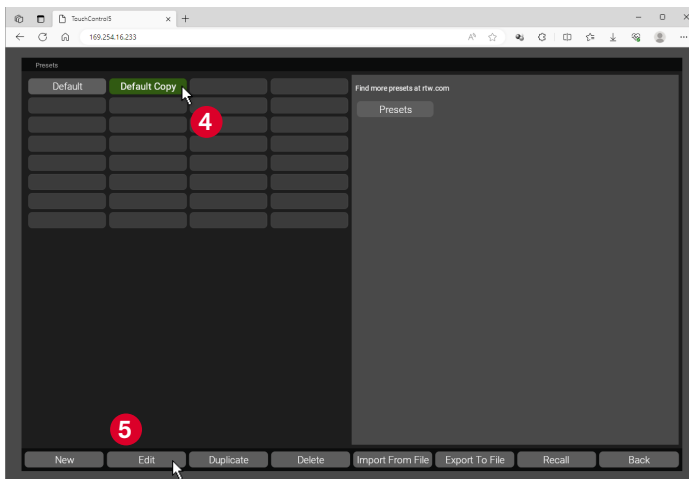 TouchControl5
169.254.16.233
Presets
Default Default Copy
Find more presets at rtw.com
Presets
4
5
New Edit Duplicate Delete Import From File Export To File Recall Back